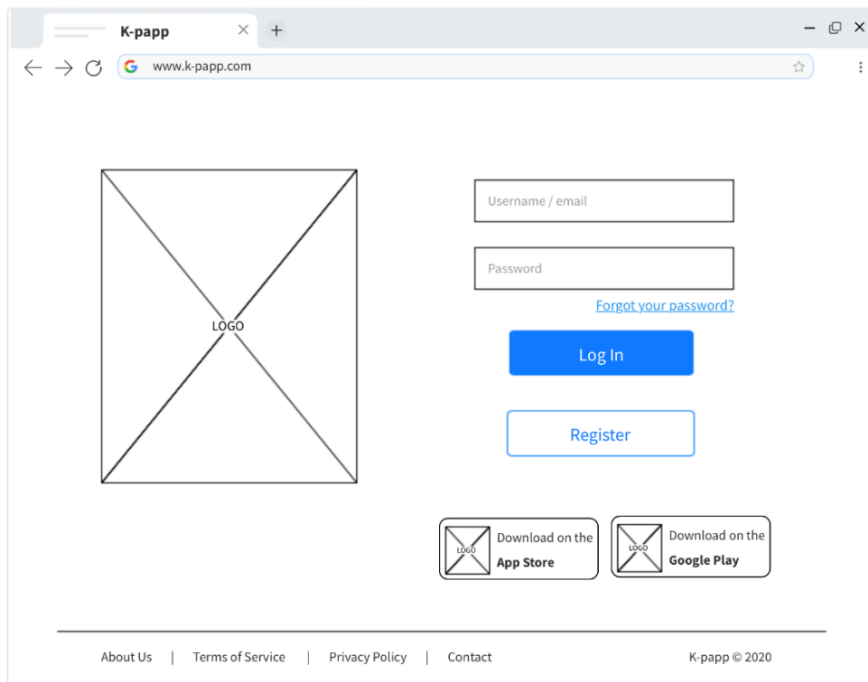 K-papp
www.k-papp.com
LOGO
Username / email
Password
Forgot your password?
Log In
Register
LOGO
Download on the
App Store
LOGO
Download on the
Google Play
About Us | Terms of Service | Privacy Policy | Contact
K-papp © 2020